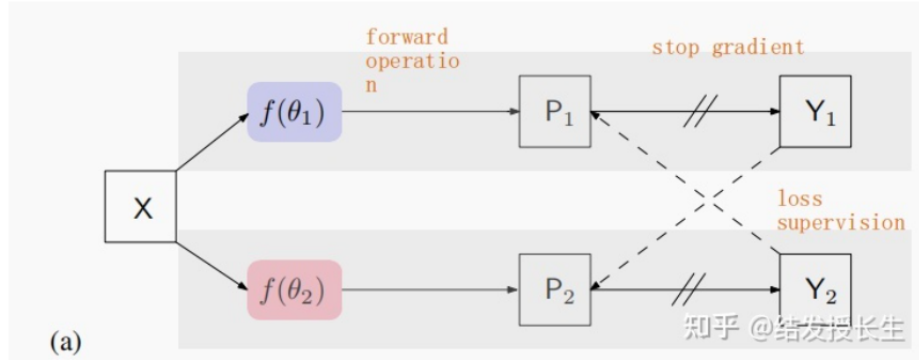 forward
operatio
n
stop gradient
f(θ₁)
P₁
Y₁
X
loss
supervision
f(θ₂)
P₂
Y₂
(a)
知乎 @结发授长生